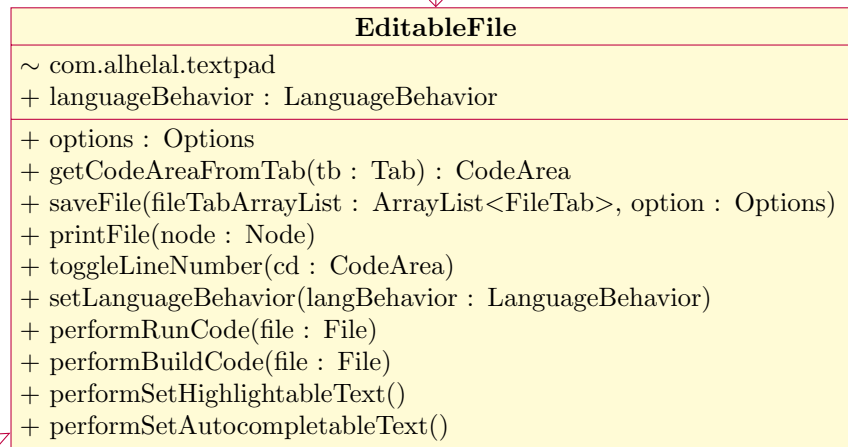 EditableFile
∼ com.alhelal.textpad
+ languageBehavior : LanguageBehavior
+ options : Options
+ getCodeAreaFromTab(tb : Tab) : CodeArea
+ saveFile(fileTabArrayList : ArrayList<FileTab>, option : Options)
+ printFile(node : Node)
+ toggleLineNumber(cd : CodeArea)
+ setLanguageBehavior(langBehavior : LanguageBehavior)
+ performRunCode(file : File)
+ performBuildCode(file : File)
+ performSetHighlightableText()
+ performSetAutocompletableText()